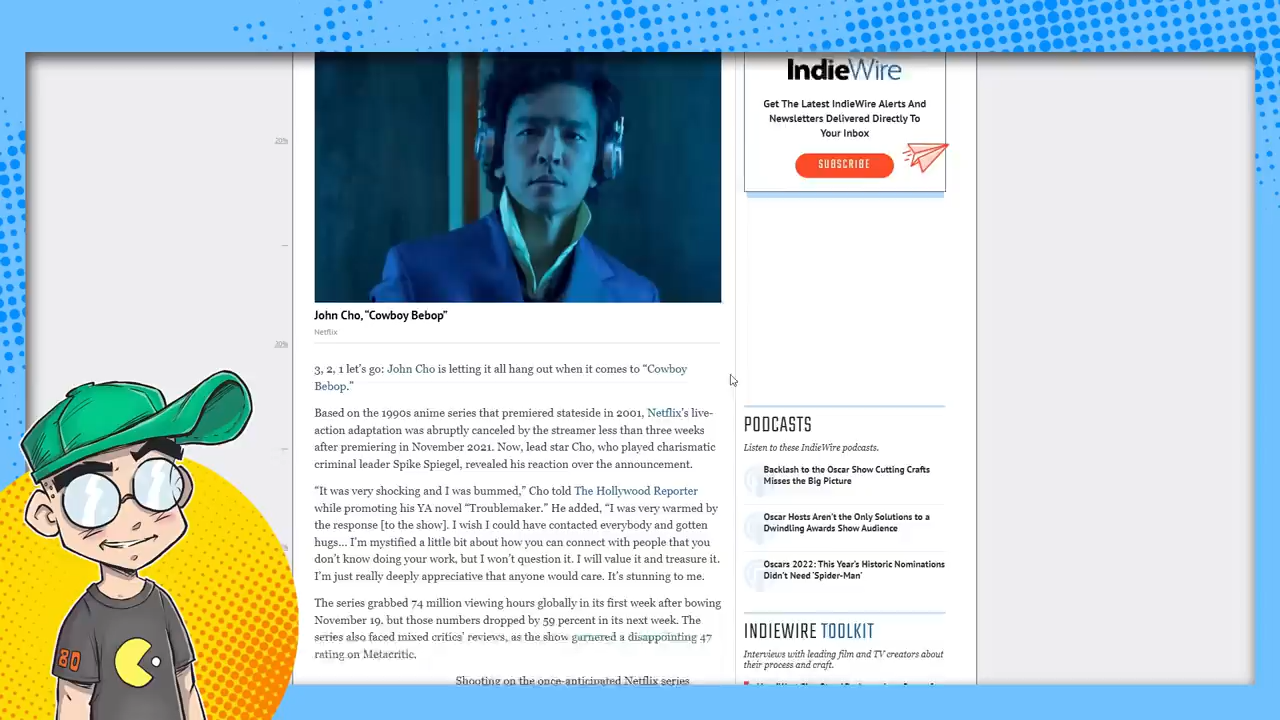 IndieWire
Get The Latest IndieWire Alerts And
Newsletters Delivered Directly To
Your Inbox
SUBSCRIBE
20%
30%
John Cho, “Cowboy Bebop”
Netflix
3, 2, 1 let’s go: John Cho is letting it all hang out when it comes to “Cowboy
Bebop.”
Based on the 1990s anime series that premiered stateside in 2001, Netflix’s live-
action adaptation was abruptly canceled by the streamer less than three weeks
after premiering in November 2021. Now, lead star Cho, who played charismatic
criminal leader Spike Spiegel, revealed his reaction over the announcement.
“It was very shocking and I was bummed,” Cho told The Hollywood Reporter
while promoting his YA novel “Troublemaker.” He added, “I was very warmed by
the response [to the show]. I wish I could have contacted everybody and gotten
hugs… I’m mystified a little bit about how you can connect with people that you
don’t know doing your work, but I won’t question it. I will value it and treasure it.
I’m just really deeply appreciative that anyone would care. It’s stunning to me.
The series grabbed 74 million viewing hours globally in its first week after bowing
November 19, but those numbers dropped by 59 percent in its next week. The
series also faced mixed critics’ reviews, as the show garnered a disappointing 47
rating on Metacritic.
Shooting on the once-anticipated Netflix series
PODCASTS
Listen to these IndieWire podcasts.
Backlash to the Oscar Show Cutting Crafts
Misses the Big Picture
Oscar Hosts Aren’t the Only Solutions to a
Dwindling Awards Show Audience
Oscars 2022: This Year’s Historic Nominations
Didn’t Need ‘Spider-Man’
INDIEWIRE TOOLKIT
Interviews with leading film and TV creators about
their process and craft.
80